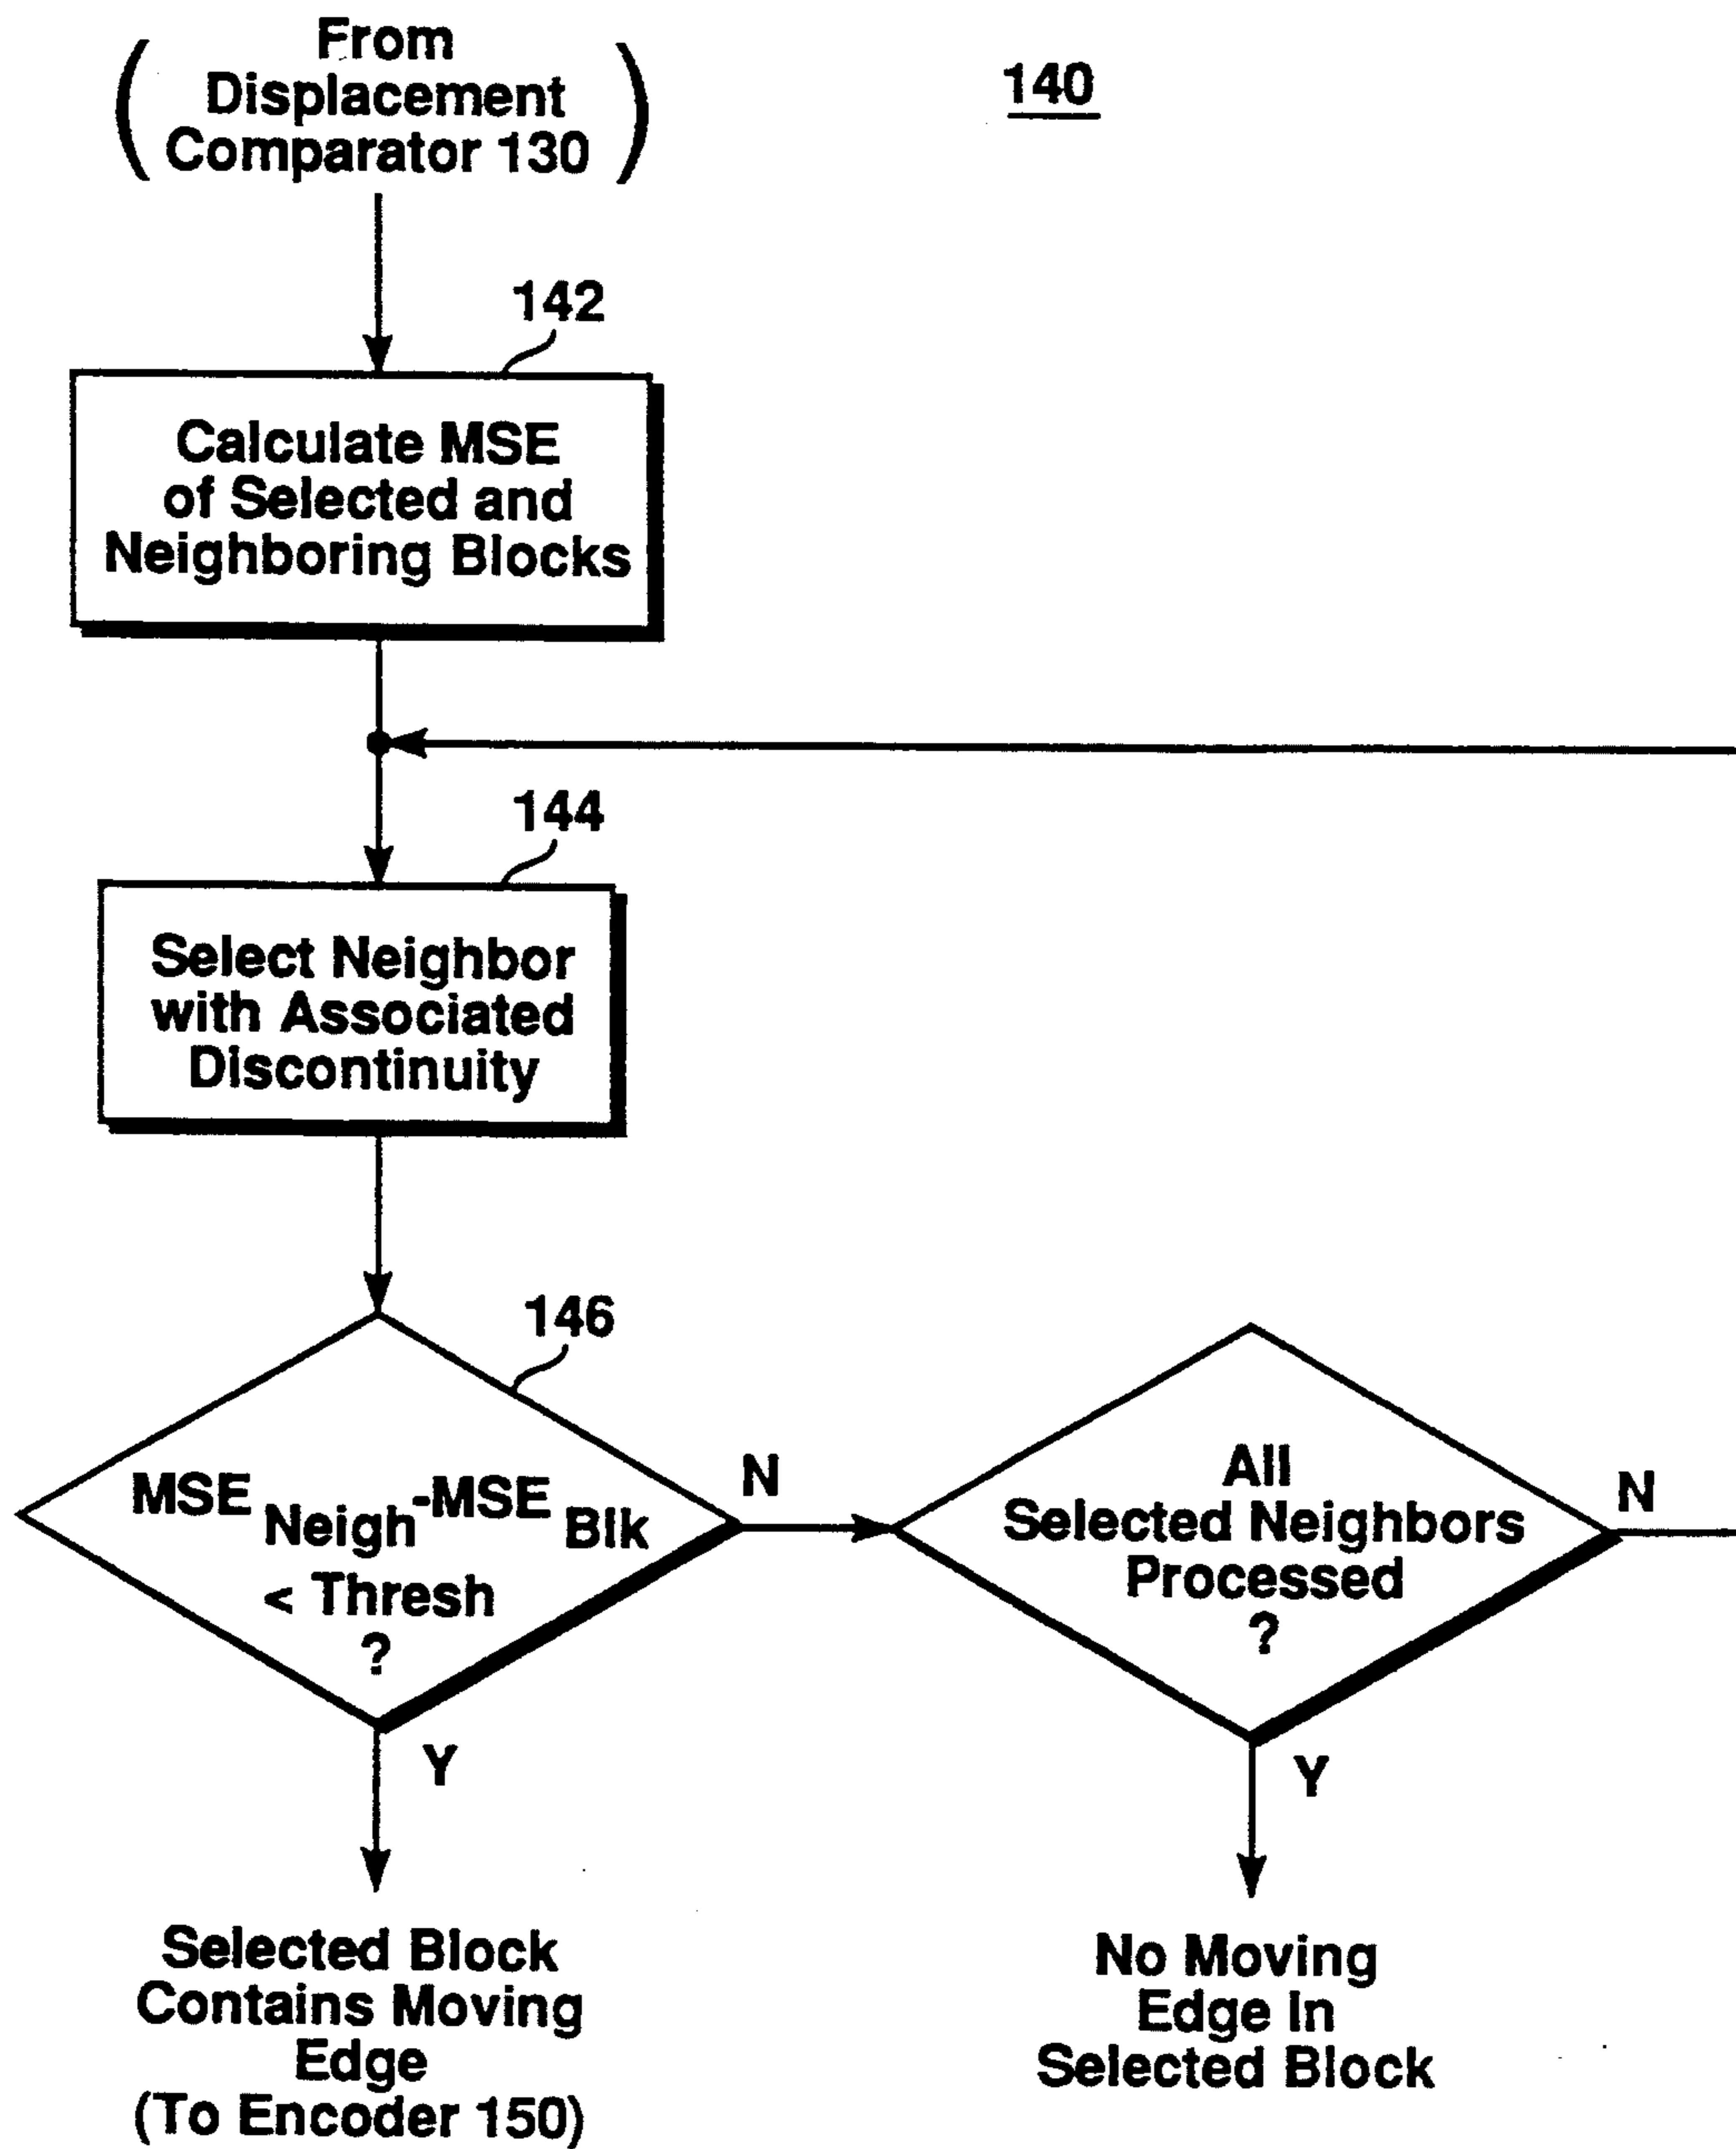 From
Displacement
Comparator 130
140
142
Calculate MSE
of Selected and
Neighboring Blocks
144
Select Neighbor
with Associated
Discontinuity
146
MSE Neigh -MSE Blk
< Thresh
?
N
Y
All
Selected Neighbors
Processed
?
N
Y
Selected Block
Contains Moving
Edge
(To Encoder 150)
No Moving
Edge In
Selected Block